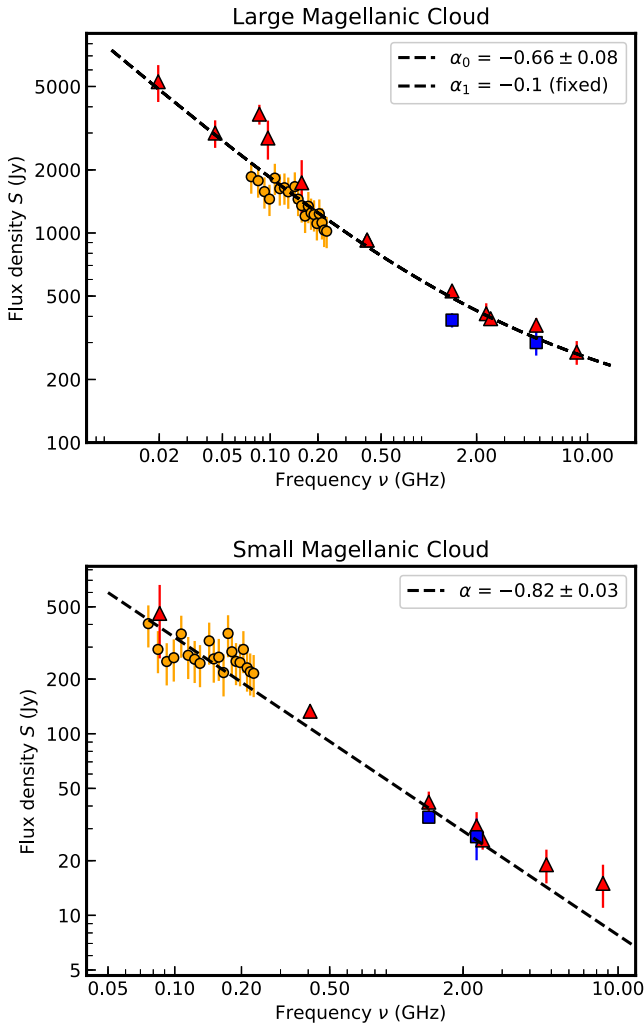 Large Magellanic Cloud
α₀ = −0.66 ± 0.08
α₁ = −0.1 (fixed)
Flux density S (Jy)
5000
2000
1000
500
200
100
0.02 0.05 0.10 0.20 0.50 2.00 10.00
Frequency ν (GHz)
Small Magellanic Cloud
α = −0.82 ± 0.03
Flux density S (Jy)
500
200
100
50
20
10
5
0.05 0.10 0.20 0.50 2.00 10.00
Frequency ν (GHz)